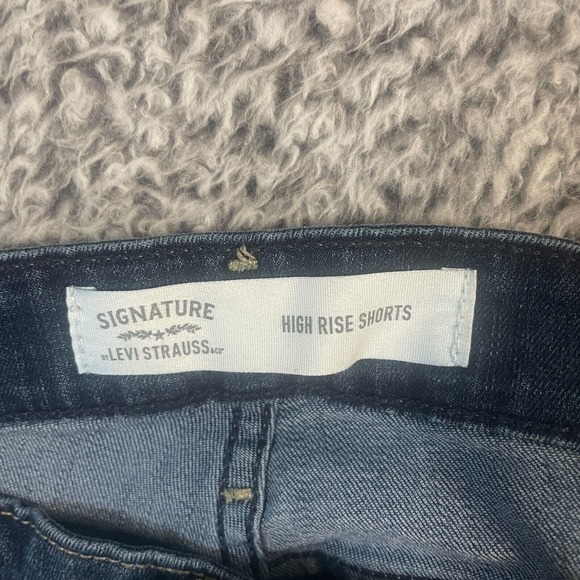 SIGNATURE
BY LEVI STRAUSS & CO.
HIGH RISE SHORTS